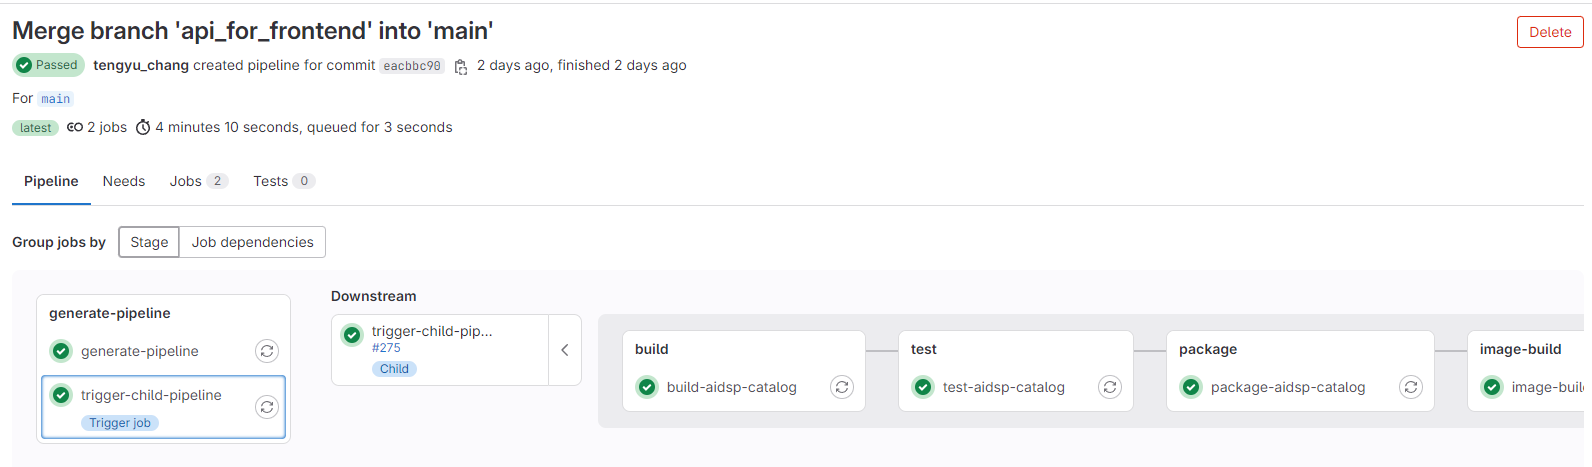 Merge branch 'api_for_frontend' into 'main'
Delete
Passed tengyu_chang created pipeline for commit eacbbc90 2 days ago, finished 2 days ago
For main
latest 2 jobs 4 minutes 10 seconds, queued for 3 seconds
Pipeline Needs Jobs 2 Tests 0
Group jobs by Stage Job dependencies
generate-pipeline
generate-pipeline
trigger-child-pipeline
Trigger job
Downstream
trigger-child-pip...
#275
Child
build
build-aidsp-catalog
test
test-aidsp-catalog
package
package-aidsp-catalog
image-build